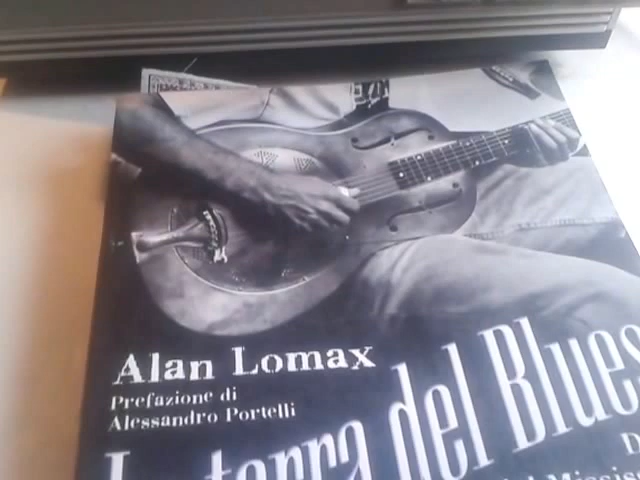 Alan Lomax
Prefazione di
Alessandro Portelli
La terra del Blues